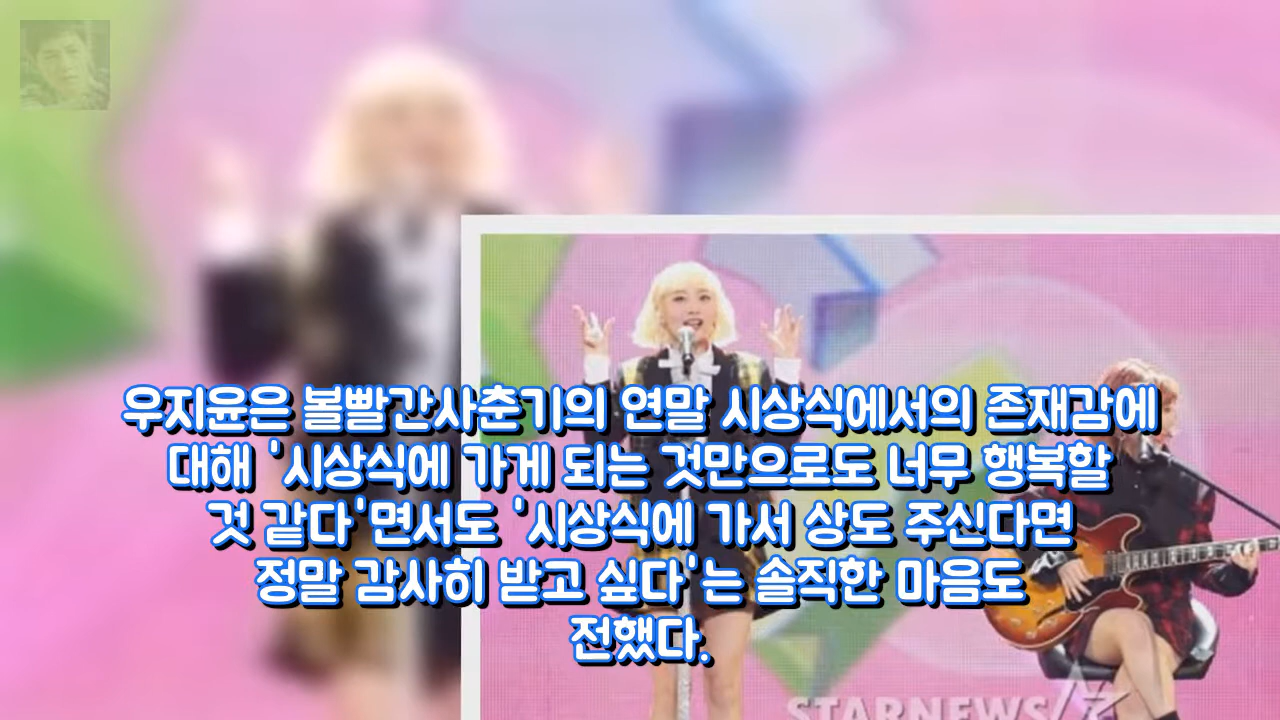 우지윤은 볼빨간사춘기의 연말 시상식에서의 존재감에
대해 '시상식에 가게 되는 것만으로도 너무 행복할
것 같다'면서도 '시상식에 가서 상도 주신다면
정말 감사히 받고 싶다'는 솔직한 마음도
전했다.
STARNEWS